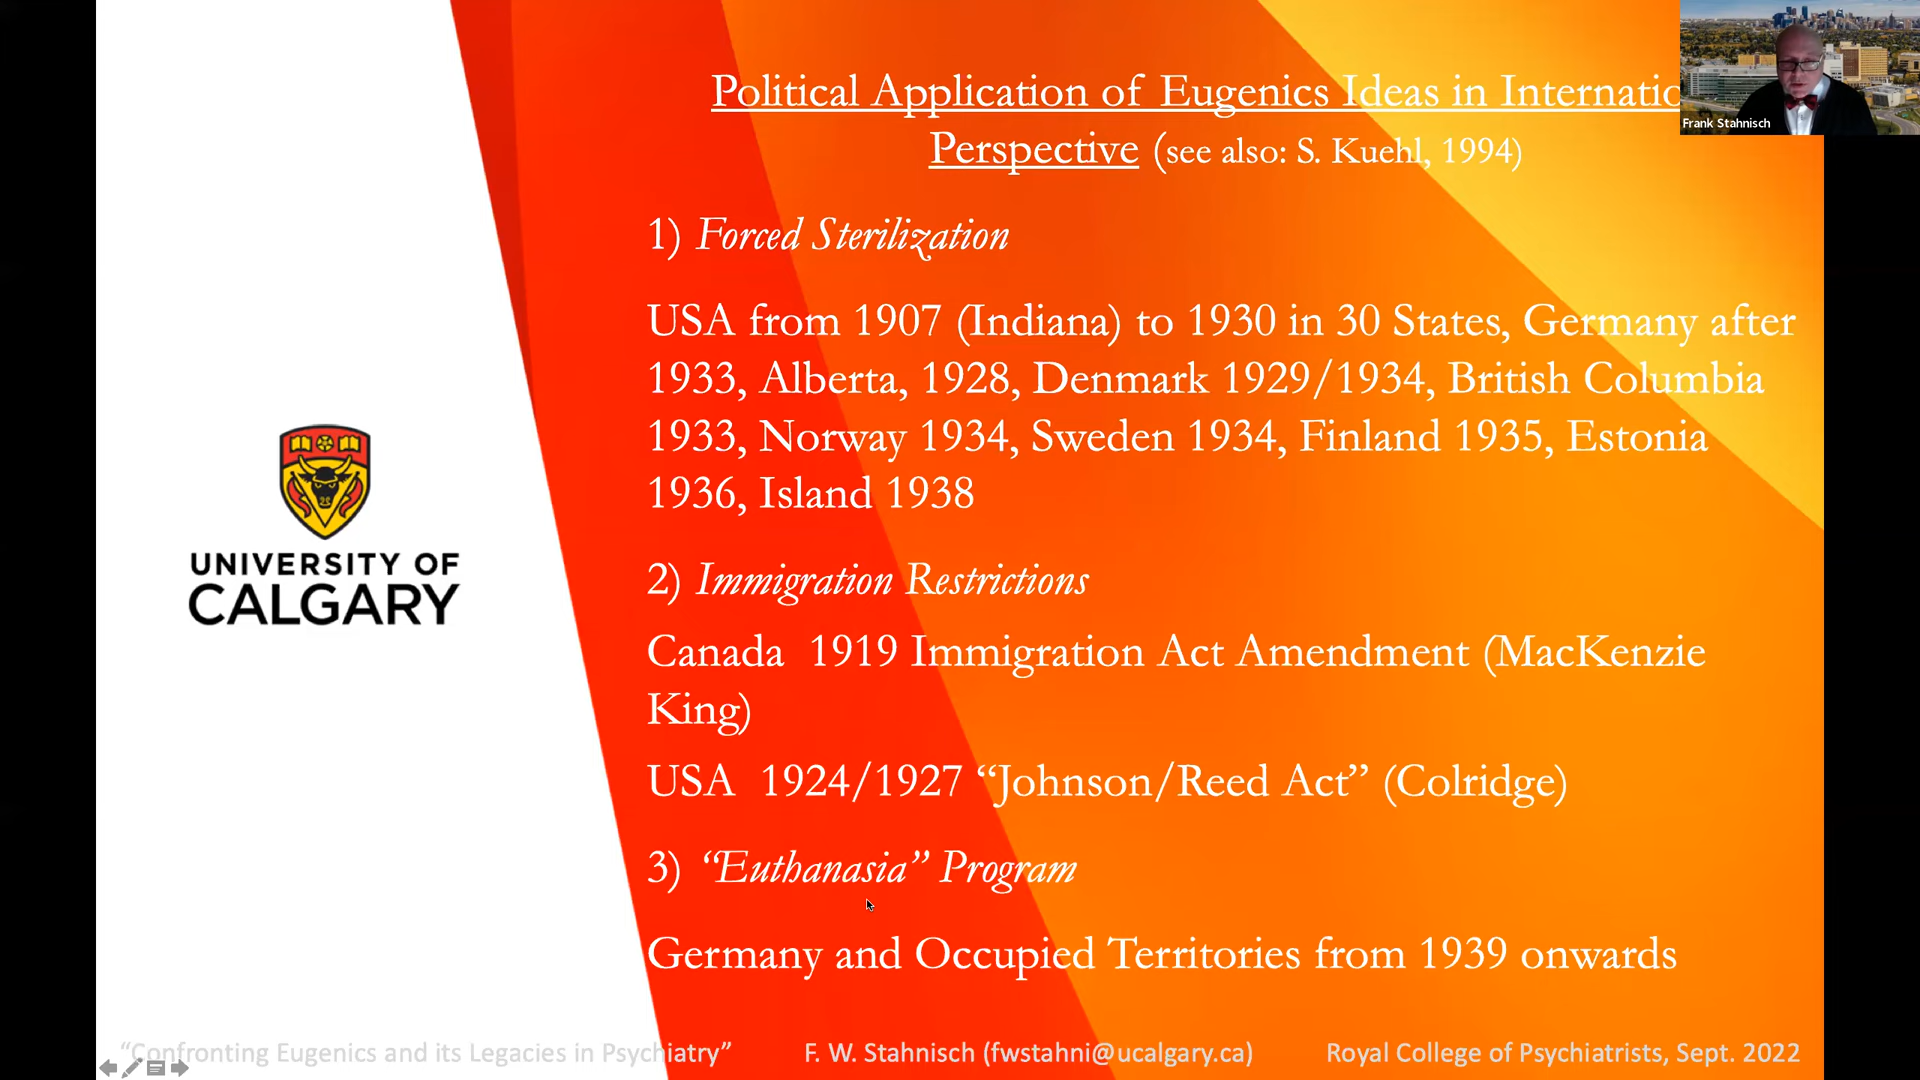 Political Application of Eugenics Ideas in Internatio
Perspective (see also: S. Kuehl, 1994)
Frank Stahnisch
1) Forced Sterilization
USA from 1907 (Indiana) to 1930 in 30 States, Germany after
1933, Alberta, 1928, Denmark 1929/1934, British Columbia
1933, Norway 1934, Sweden 1934, Finland 1935, Estonia
1936, Island 1938
UNIVERSITY OF
CALGARY
2) Immigration Restrictions
Canada 1919 Immigration Act Amendment (MacKenzie
King)
USA 1924/1927 “Johnson/Reed Act” (Colridge)
3) “Euthanasia” Program
Germany and Occupied Territories from 1939 onwards
“Confronting Eugenics and its Legacies in Psychiatry” F. W. Stahnisch (fwstahni@ucalgary.ca) Royal College of Psychiatrists, Sept. 2022